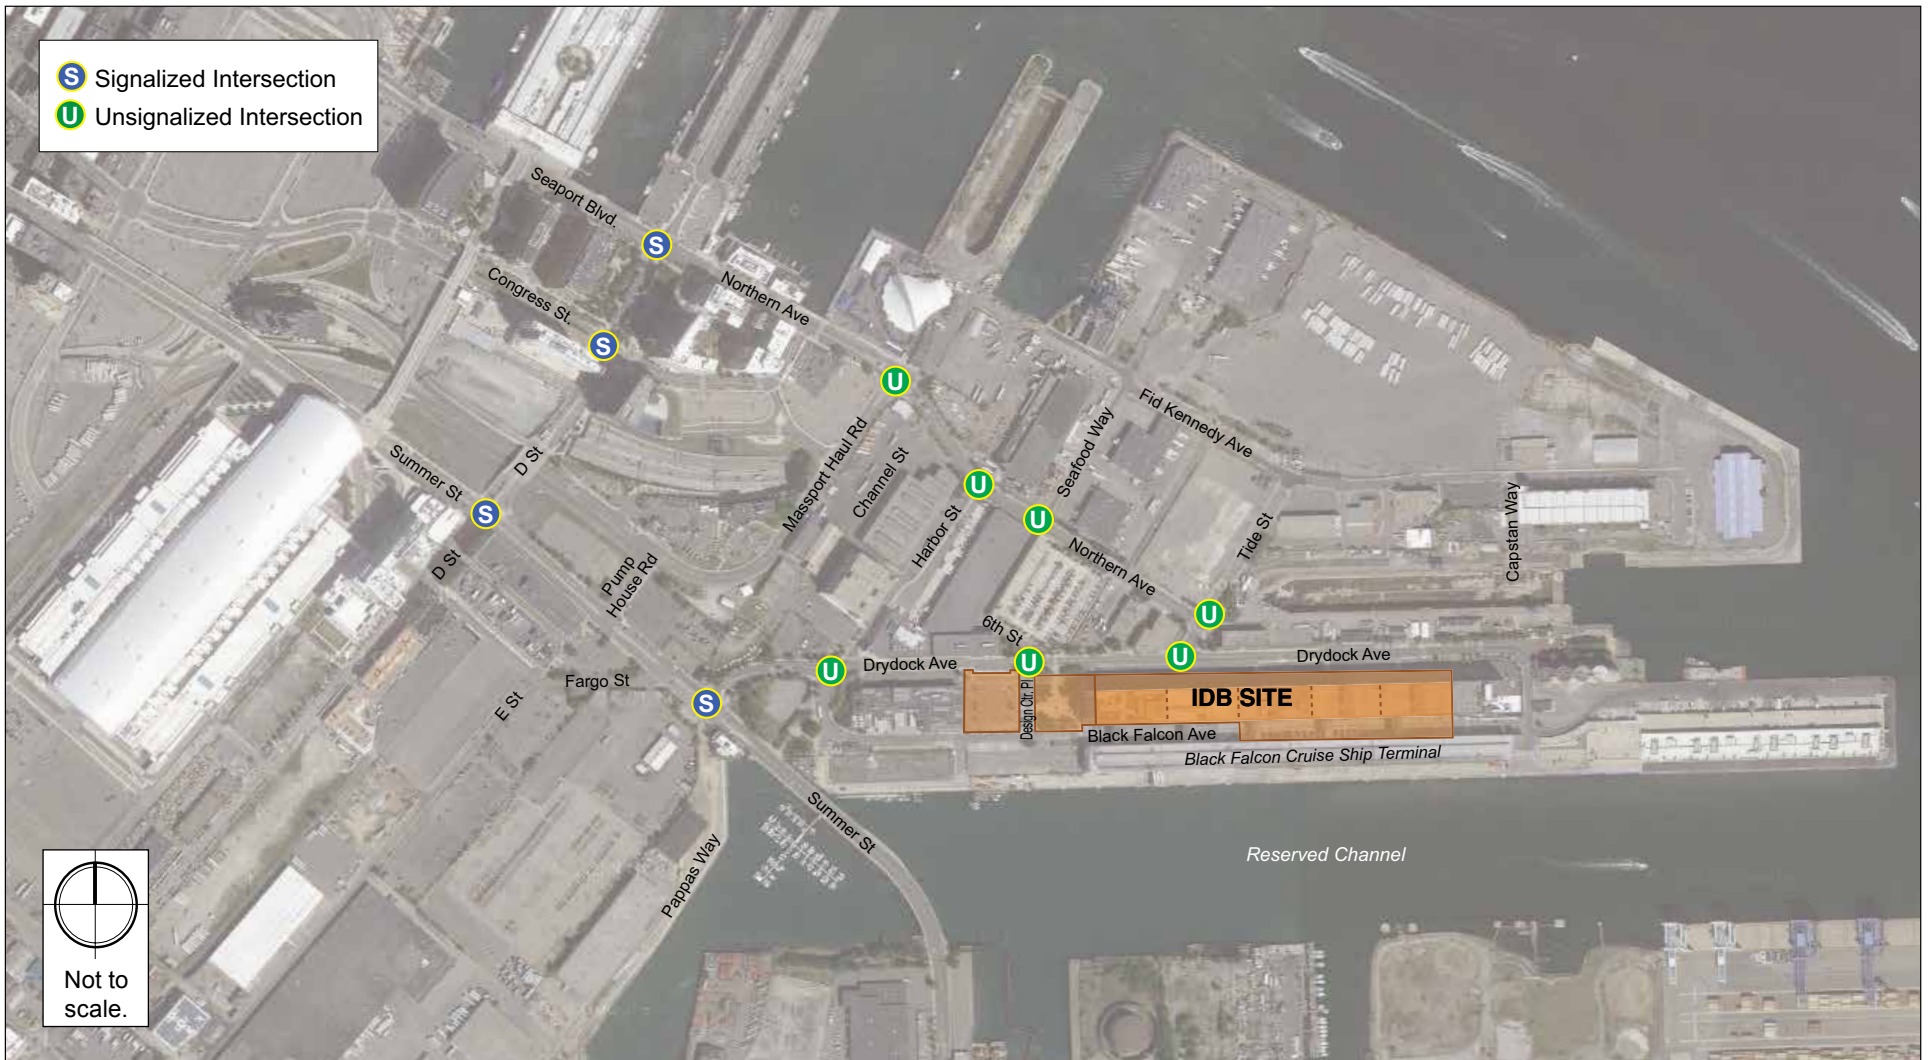 S Signalized Intersection
U Unsignalized Intersection
Seaport Blvd.
S
Northern Ave
Congress St.
S
U
Fid Kennedy Ave
Summer St
D St
Massport Haul Rd
Channel St
Seafood Way
U
Capstan Way
S
Harbor St
U
Tide St
D St
Pump
House Rd
Northern Ave
U
6th St
Drydock Ave
U
U
U
Drydock Ave
Fargo St
E St
S
Design Ctr. Pl
IDB SITE
Black Falcon Ave
Black Falcon Cruise Ship Terminal
Summer St
Pappas Way
Reserved Channel
Not to
scale.